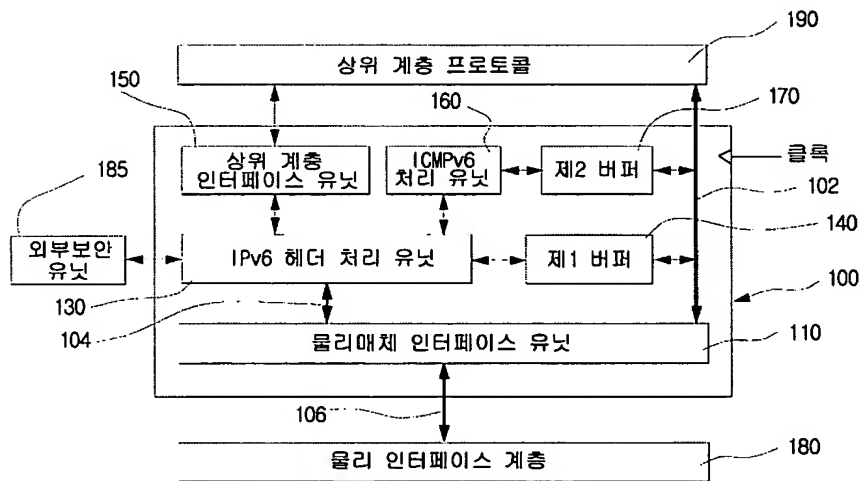 190
상위 계층 프로토콜
150
160
170
클록
상위 계층
인터페이스 유닛
ICMPv6
처리 유닛
제2 버퍼
102
185
140
외부보안
유닛
IPv6 헤더 처리 유닛
제1 버퍼
100
130
104
물리매체 인터페이스 유닛
110
106
물리 인터페이스 계층
180